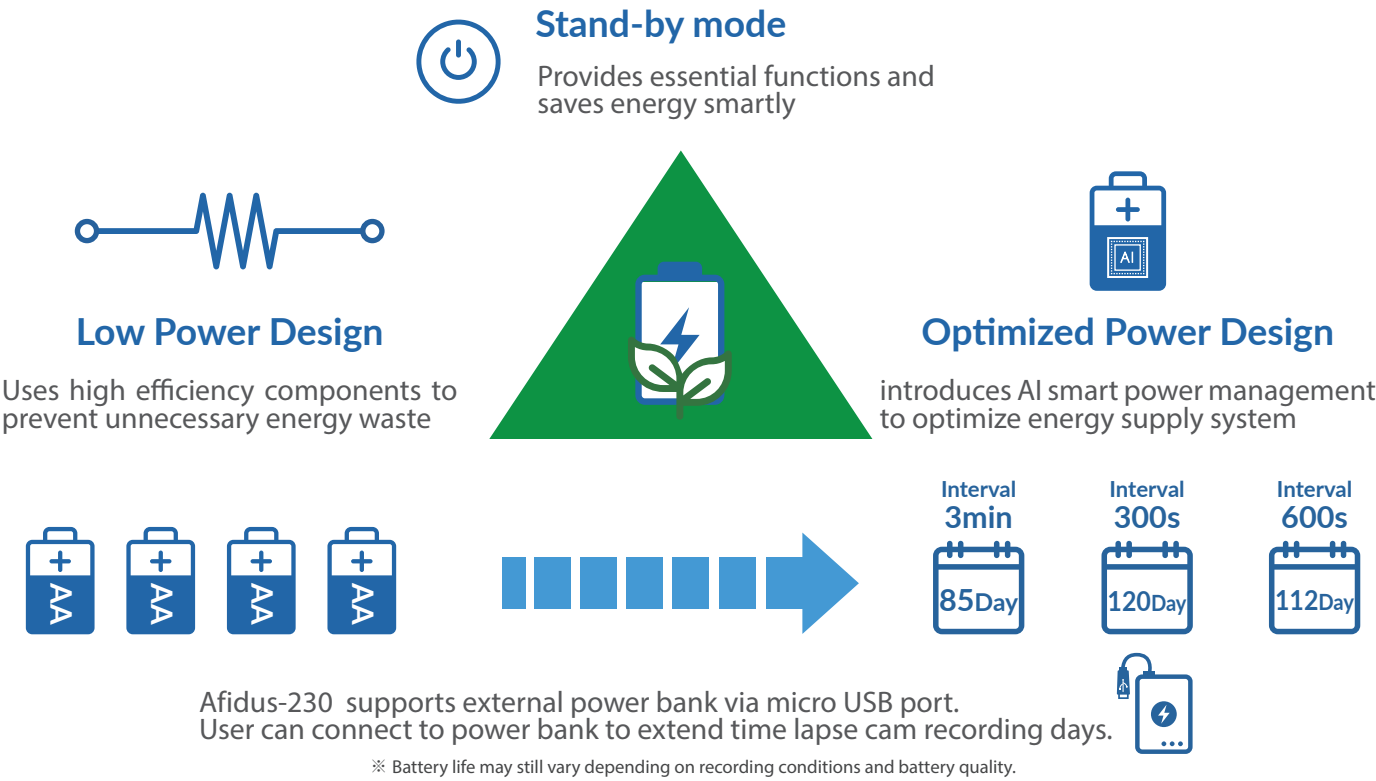 Stand-by mode
Provides essential functions and
saves energy smartly
Low Power Design
Uses high efficiency components to
prevent unnecessary energy waste
AI
Optimized Power Design
introduces AI smart power management
to optimize energy supply system
AA
AA
AA
AA
Interval
3min
85Day
Interval
300s
120Day
Interval
600s
112Day
Afidus-230 supports external power bank via micro USB port.
User can connect to power bank to extend time lapse cam recording days.
※ Battery life may still vary depending on recording conditions and battery quality.